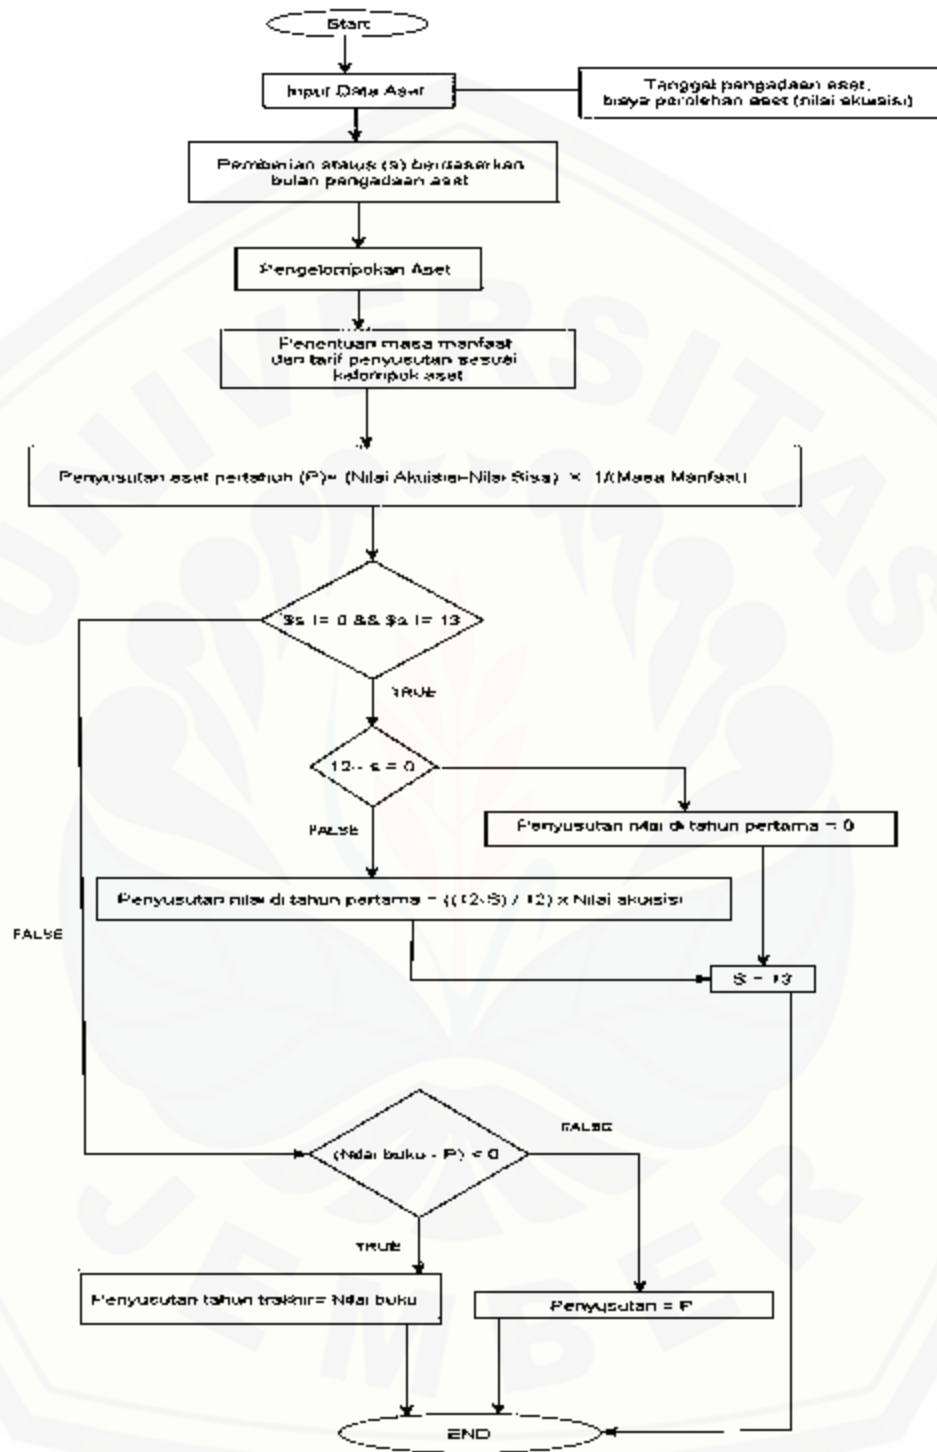 Start
Input Data Aset
Tanggal pengadaan aset,
biaya perolehan aset (nilai akuisisi)
Pemberian status (s) berdasarkan
bulan pengadaan aset
Pengelompokan Aset
Penentuan masa manfaat
dan tarif penyusutan sesuai
kelompok aset
Penyusutan aset pertahun (P)= (Nilai Akuisisi-Nilai Sisa) × 1/(Masa Manfaat)
$s != 0 && $s != 13
TRUE
12 - s = 0
FALSE
Penyusutan nilai di tahun pertama = 0
Penyusutan nilai di tahun pertama = ((12-S) / 12) x Nilai akuisisi
FALSE
S = 13
FALSE
(Nilai buku - P) < 0
TRUE
Penyusutan tahun trakhir= Nilai buku
Penyusutan = P
END
UNIVERSITAS
JEMBER